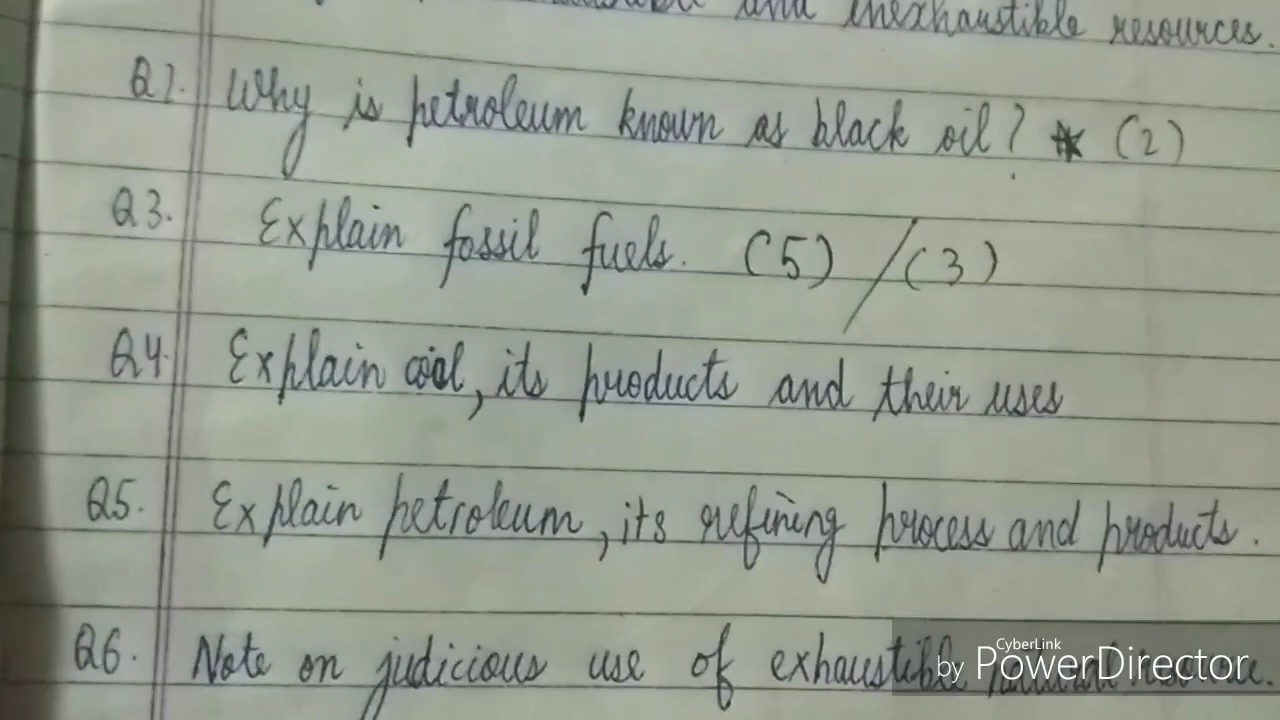 and inexhaustible resources.
Q2. Why is petroleum known as black oil? (2)
Q3. Explain fossil fuels. (5) / (3)
Q4. Explain coal, its products and their uses
Q5. Explain petroleum, its refining process and products.
Q6. Note on judicious use of exhaustible
CyberLink
by PowerDirector